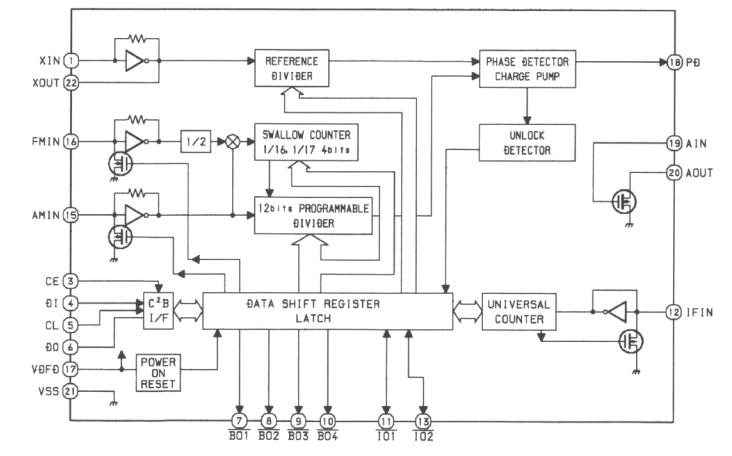 XIN 1
XOUT 22
REFERENCE
DIVIDER
PHASE DETECTOR
CHARGE PUMP
18 PD
FMIN 16
1/2
SWALLOW COUNTER
1/16, 1/17 4bits
UNLOCK
DETECTOR
19 AIN
20 AOUT
AMIN 15
12bits PROGRAMMABLE
DIVIDER
CE 3
DI 4
CL 5
DO 6
C²B
I/F
DATA SHIFT REGISTER
LATCH
UNIVERSAL
COUNTER
12 IFIN
VDFD 17
POWER
ON
RESET
VSS 21
7 8 9 10 11 13
BO1 BO2 BO3 BO4 IO1 IO2